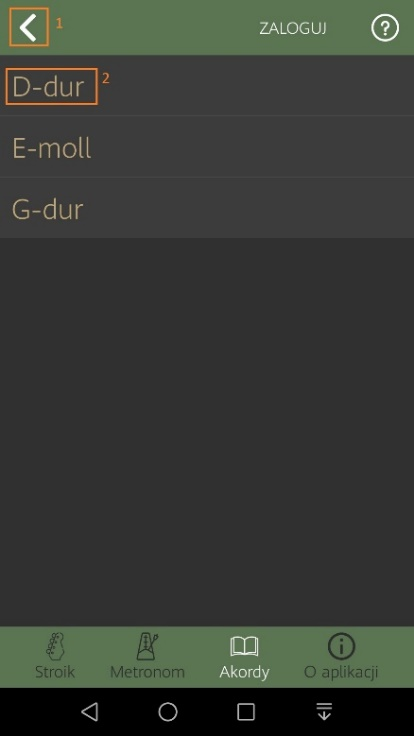 1
ZALOGUJ
?
D-dur
2
E-moll
G-dur
Stroik
Metronom
Akordy
O aplikacji